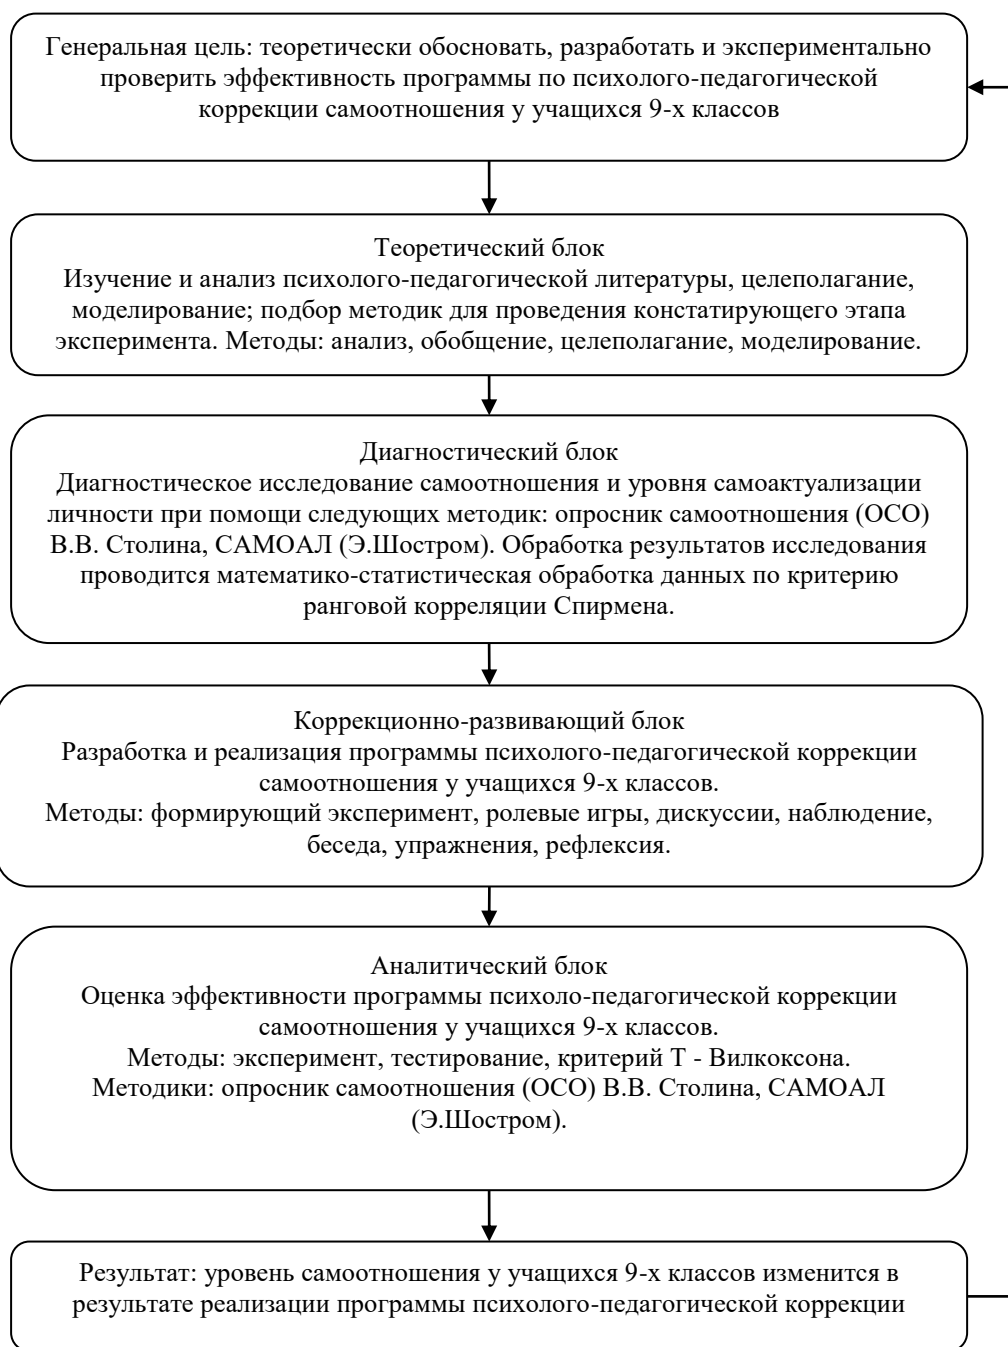 Генеральная цель: теоретически обосновать, разработать и экспериментально
проверить эффективность программы по психолого-педагогической
коррекции самоотношения у учащихся 9-х классов
Теоретический блок
Изучение и анализ психолого-педагогической литературы, целеполагание,
моделирование; подбор методик для проведения констатирующего этапа
эксперимента. Методы: анализ, обобщение, целеполагание, моделирование.
Диагностический блок
Диагностическое исследование самоотношения и уровня самоактуализации
личности при помощи следующих методик: опросник самоотношения (ОСО)
В.В. Столина, САМОАЛ (Э.Шостром). Обработка результатов исследования
проводится математико-статистическая обработка данных по критерию
ранговой корреляции Спирмена.
Коррекционно-развивающий блок
Разработка и реализация программы психолого-педагогической коррекции
самоотношения у учащихся 9-х классов.
Методы: формирующий эксперимент, ролевые игры, дискуссии, наблюдение,
беседа, упражнения, рефлексия.
Аналитический блок
Оценка эффективности программы психоло-педагогической коррекции
самоотношения у учащихся 9-х классов.
Методы: эксперимент, тестирование, критерий Т - Вилкоксона.
Методики: опросник самоотношения (ОСО) В.В. Столина, САМОАЛ
(Э.Шостром).
Результат: уровень самоотношения у учащихся 9-х классов изменится в
результате реализации программы психолого-педагогической коррекции